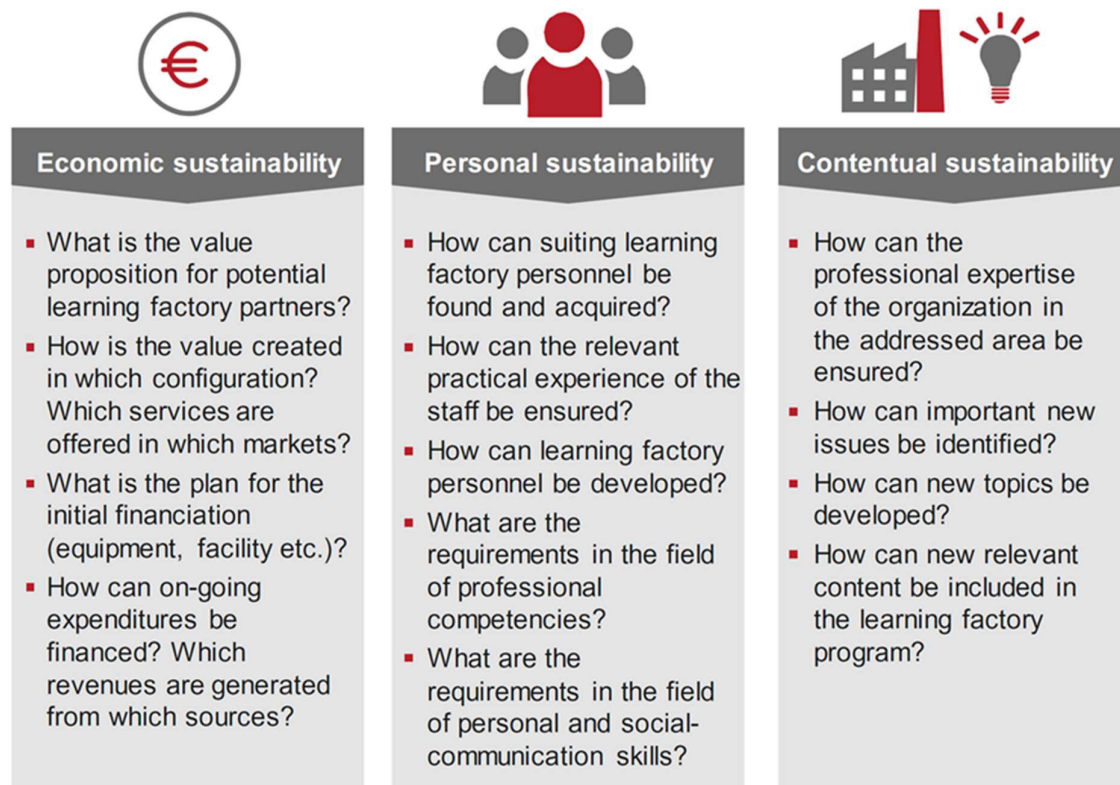 €
Economic sustainability
What is the value
proposition for potential
learning factory partners?
How is the value created
in which configuration?
Which services are
offered in which markets?
What is the plan for the
initial financiation
(equipment, facility etc.)?
How can on-going
expenditures be
financed? Which
revenues are generated
from which sources?
Personal sustainability
How can suiting learning
factory personnel be
found and acquired?
How can the relevant
practical experience of the
staff be ensured?
How can learning factory
personnel be developed?
What are the
requirements in the field
of professional
competencies?
What are the
requirements in the field
of personal and social-
communication skills?
Contentual sustainability
How can the
professional expertise
of the organization in
the addressed area be
ensured?
How can important new
issues be identified?
How can new topics be
developed?
How can new relevant
content be included in
the learning factory
program?